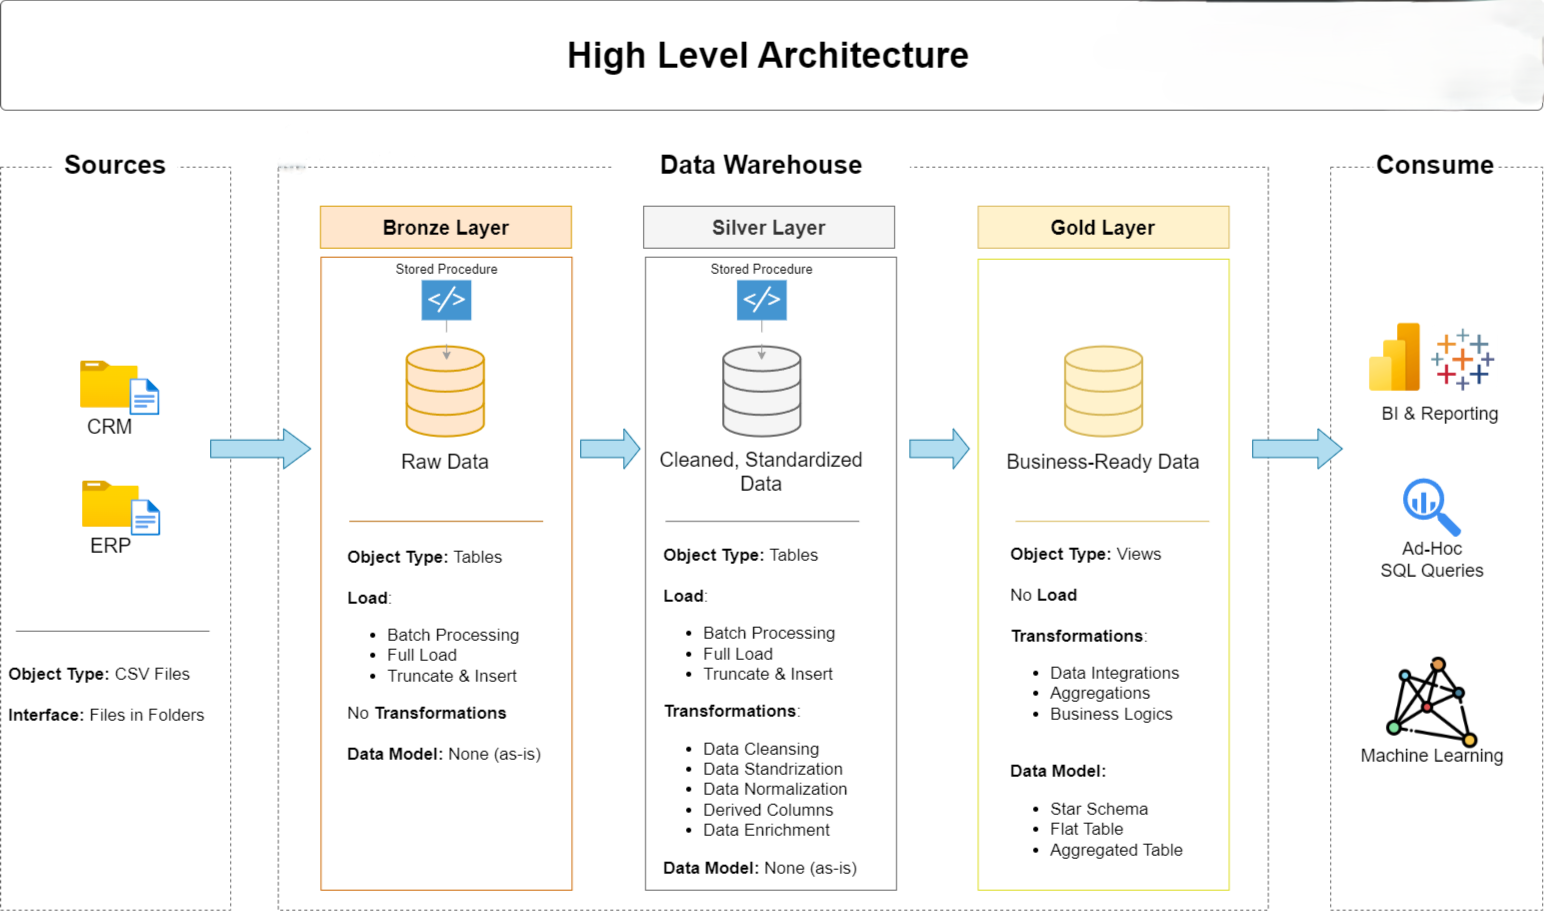 High Level Architecture
Sources
CRM
ERP
Object Type: CSV Files
Interface: Files in Folders
Data Warehouse
Bronze Layer
Stored Procedure
</>
Raw Data
Object Type: Tables
Load:
• Batch Processing
• Full Load
• Truncate & Insert
No Transformations
Data Model: None (as-is)
Silver Layer
Stored Procedure
</>
Cleaned, Standardized
Data
Object Type: Tables
Load:
• Batch Processing
• Full Load
• Truncate & Insert
Transformations:
• Data Cleansing
• Data Standrization
• Data Normalization
• Derived Columns
• Data Enrichment
Data Model: None (as-is)
Gold Layer
Business-Ready Data
Object Type: Views
No Load
Transformations:
• Data Integrations
• Aggregations
• Business Logics
Data Model:
• Star Schema
• Flat Table
• Aggregated Table
Consume
BI & Reporting
Ad-Hoc
SQL Queries
Machine Learning